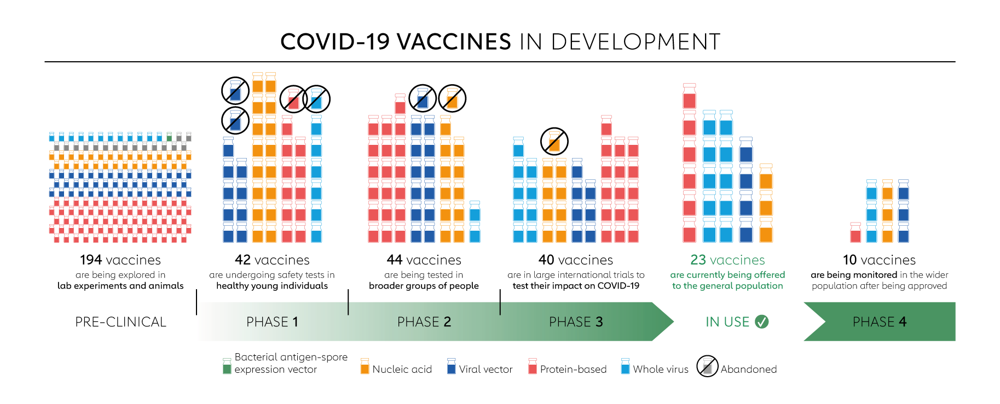 COVID-19 VACCINES IN DEVELOPMENT
194 vaccines
are being explored in
lab experiments and animals
42 vaccines
are undergoing safety tests in
healthy young individuals
44 vaccines
are being tested in
broader groups of people
40 vaccines
are in large international trials to
test their impact on COVID-19
23 vaccines
are currently being offered
to the general population
10 vaccines
are being monitored in the wider
population after being approved
PRE-CLINICAL
PHASE 1
PHASE 2
PHASE 3
IN USE
PHASE 4
Bacterial antigen-spore
expression vector
Nucleic acid
Viral vector
Protein-based
Whole virus
Abandoned